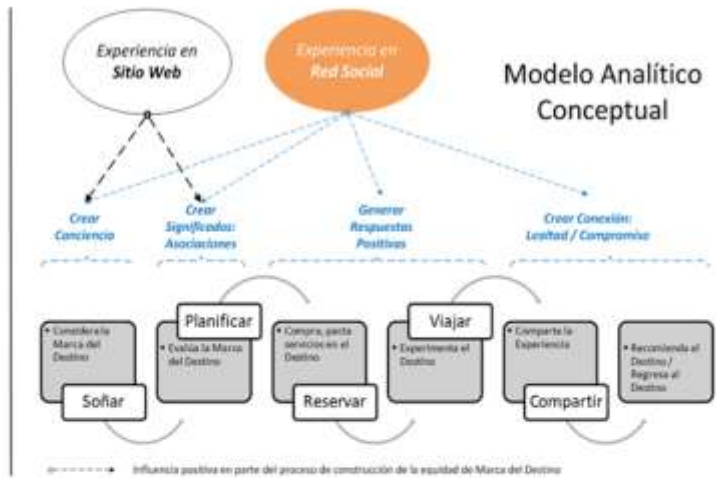 Experiencia en
Sitio Web
Experiencia en
Red Social
Modelo Analítico
Conceptual
Crear
Conciencia
Crear
Significados:
Asociaciones
Generar
Respuestas
Positivas
Crear Conexión:
Lealtad / Compromiso
• Considera la
Marca del
Destino
Soñar
Planificar
• Evalúa la Marca
del Destino
• Compra, pacta
servicios en el
Destino
Reservar
Viajar
• Experimenta el
Destino
• Comparte la
Experiencia
Compartir
• Recomienda el
Destino /
Regresa al
Destino
Influencia positiva en parte del proceso de construcción de la equidad de Marca del Destino